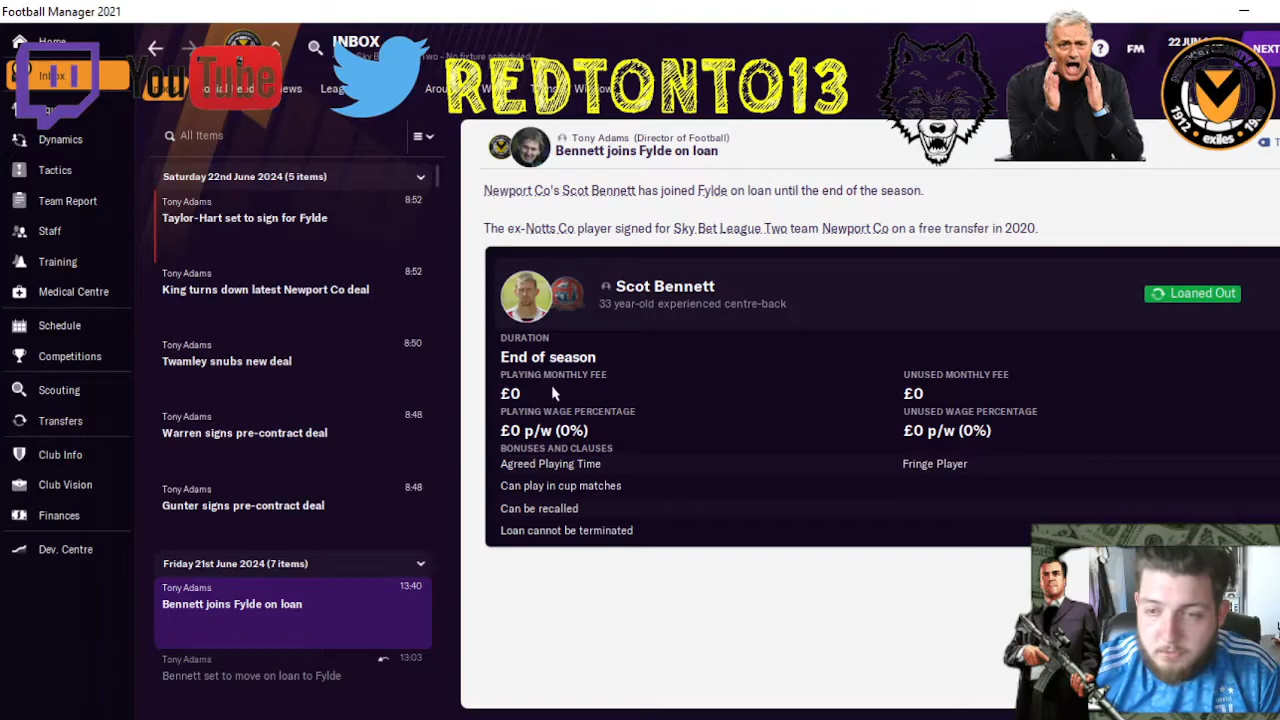 Football Manager 2021
Home
Inbox
Dynamics
Tactics
Team Report
Staff
Training
Medical Centre
Schedule
Competitions
Scouting
Transfers
Club Info
Club Vision
Finances
Dev. Centre
YouTube
INBOX
REDTONTO13
FM
22 JUN
NEXT
1912
exiles
All Items
Saturday 22nd June 2024 (5 items)
Tony Adams 8:52
Taylor-Hart set to sign for Fylde
Tony Adams 8:52
King turns down latest Newport Co deal
Tony Adams 8:50
Twamley snubs new deal
Tony Adams 8:48
Warren signs pre-contract deal
Tony Adams 8:48
Gunter signs pre-contract deal
Friday 21st June 2024 (7 items)
Tony Adams 13:40
Bennett joins Fylde on loan
Tony Adams 13:03
Bennett set to move on loan to Fylde
Tony Adams (Director of Football)
Bennett joins Fylde on loan
Newport Co's Scot Bennett has joined Fylde on loan until the end of the season.
The ex-Notts Co player signed for Sky Bet League Two team Newport Co on a free transfer in 2020.
Scot Bennett
33 year-old experienced centre-back
Loaned Out
DURATION
End of season
PLAYING MONTHLY FEE UNUSED MONTHLY FEE
£0 £0
PLAYING WAGE PERCENTAGE UNUSED WAGE PERCENTAGE
£0 p/w (0%) £0 p/w (0%)
BONUSES AND CLAUSES
Agreed Playing Time Fringe Player
Can play in cup matches
Can be recalled
Loan cannot be terminated